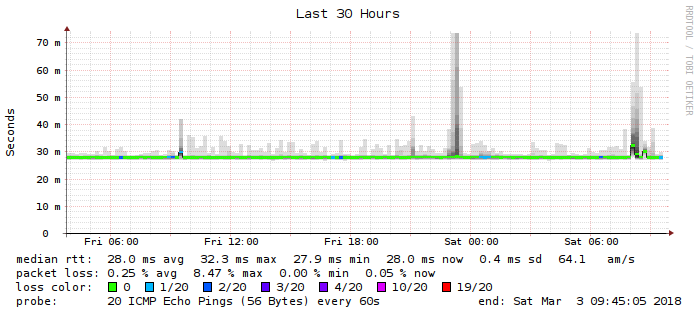 Last 30 Hours
RRDTOOL / TOBI OETIKER
Seconds
70 m
60 m
50 m
40 m
30 m
20 m
10 m
0
Fri 06:00 Fri 12:00 Fri 18:00 Sat 00:00 Sat 06:00
median rtt: 28.0 ms avg 32.3 ms max 27.9 ms min 28.0 ms now 0.4 ms sd 64.1 am/s
packet loss: 0.25 % avg 8.47 % max 0.00 % min 0.05 % now
loss color: 0 1/20 2/20 3/20 4/20 10/20 19/20
probe: 20 ICMP Echo Pings (56 Bytes) every 60s end: Sat Mar 3 09:45:05 2018